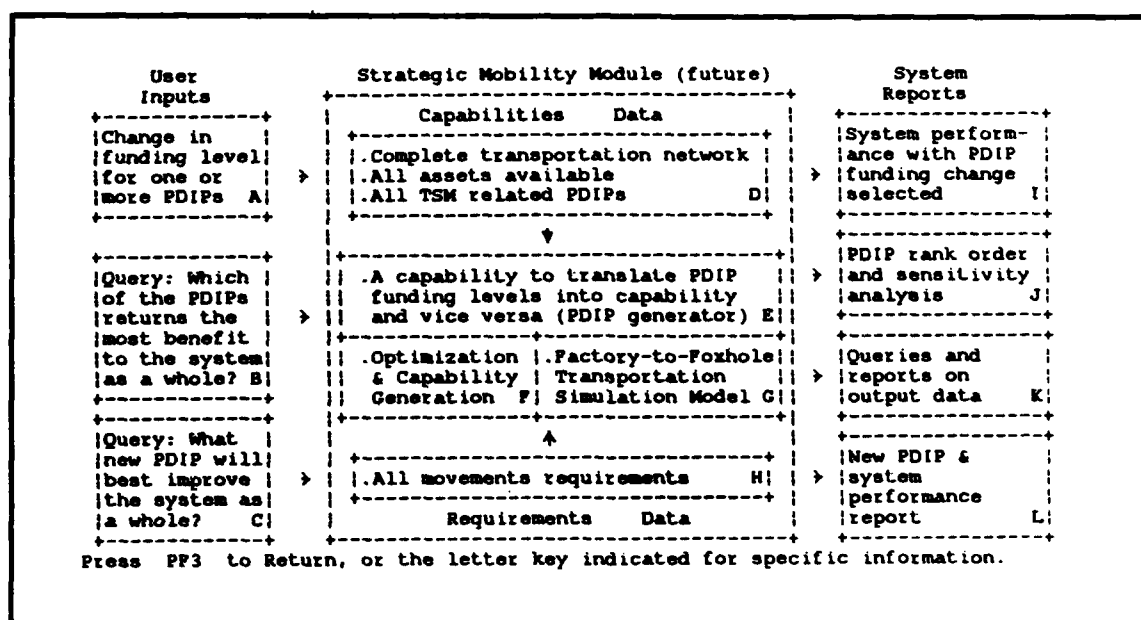 User Inputs
Change in
funding level
for one or
more PDIPs A
Query: Which
of the PDIPs
returns the
most benefit
to the system
as a whole? B
Query: What
new PDIP will
best improve
the system as
a whole? C
Strategic Mobility Module (future)
Capabilities Data
.Complete transportation network
.All assets available
.All TSM related PDIPs D
.A capability to translate PDIP
funding levels into capability
and vice versa (PDIP generator) E
.Optimization
& Capability
Generation F
.Factory-to-Foxhole
Transportation
Simulation Model G
.All movements requirements H
Requirements Data
System
Reports
System perform-
ance with PDIP
funding change
selected I
PDIP rank order
and sensitivity
analysis J
Queries and
reports on
output data K
New PDIP &
system
performance
report L
Press PF3 to Return, or the letter key indicated for specific information.